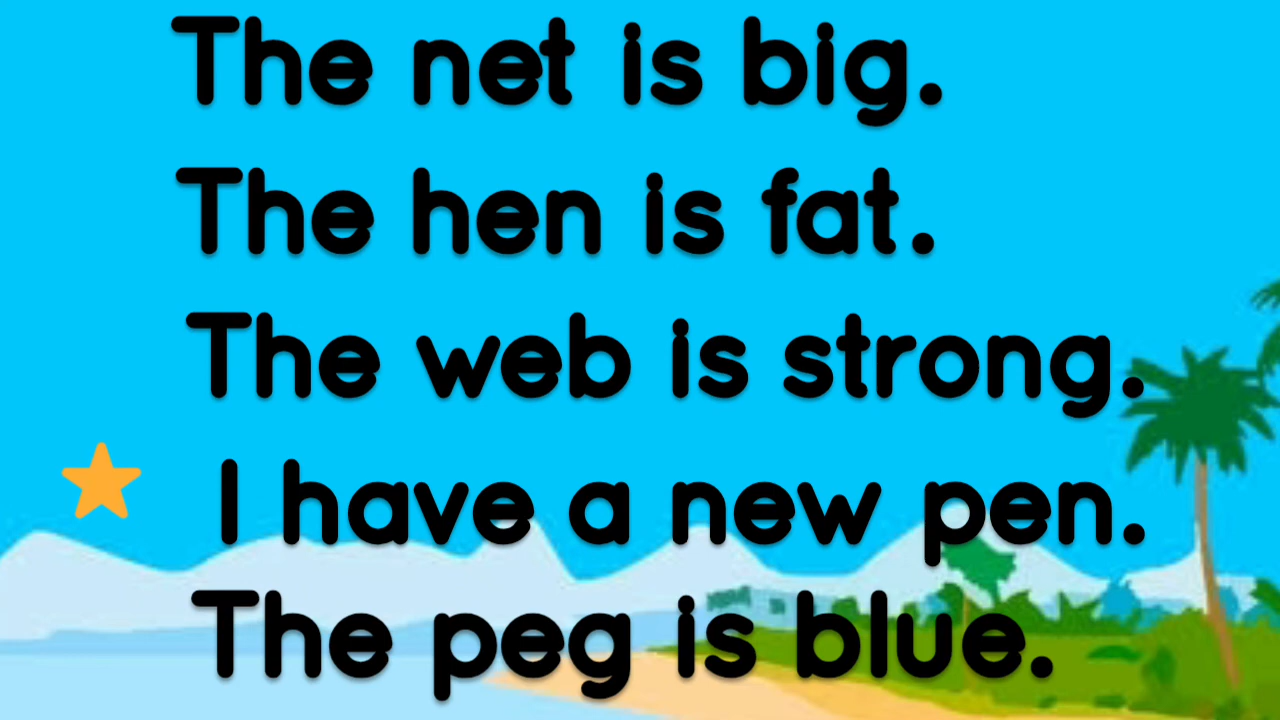 The net is big.
The hen is fat.
The web is strong.
I have a new pen.
The peg is blue.